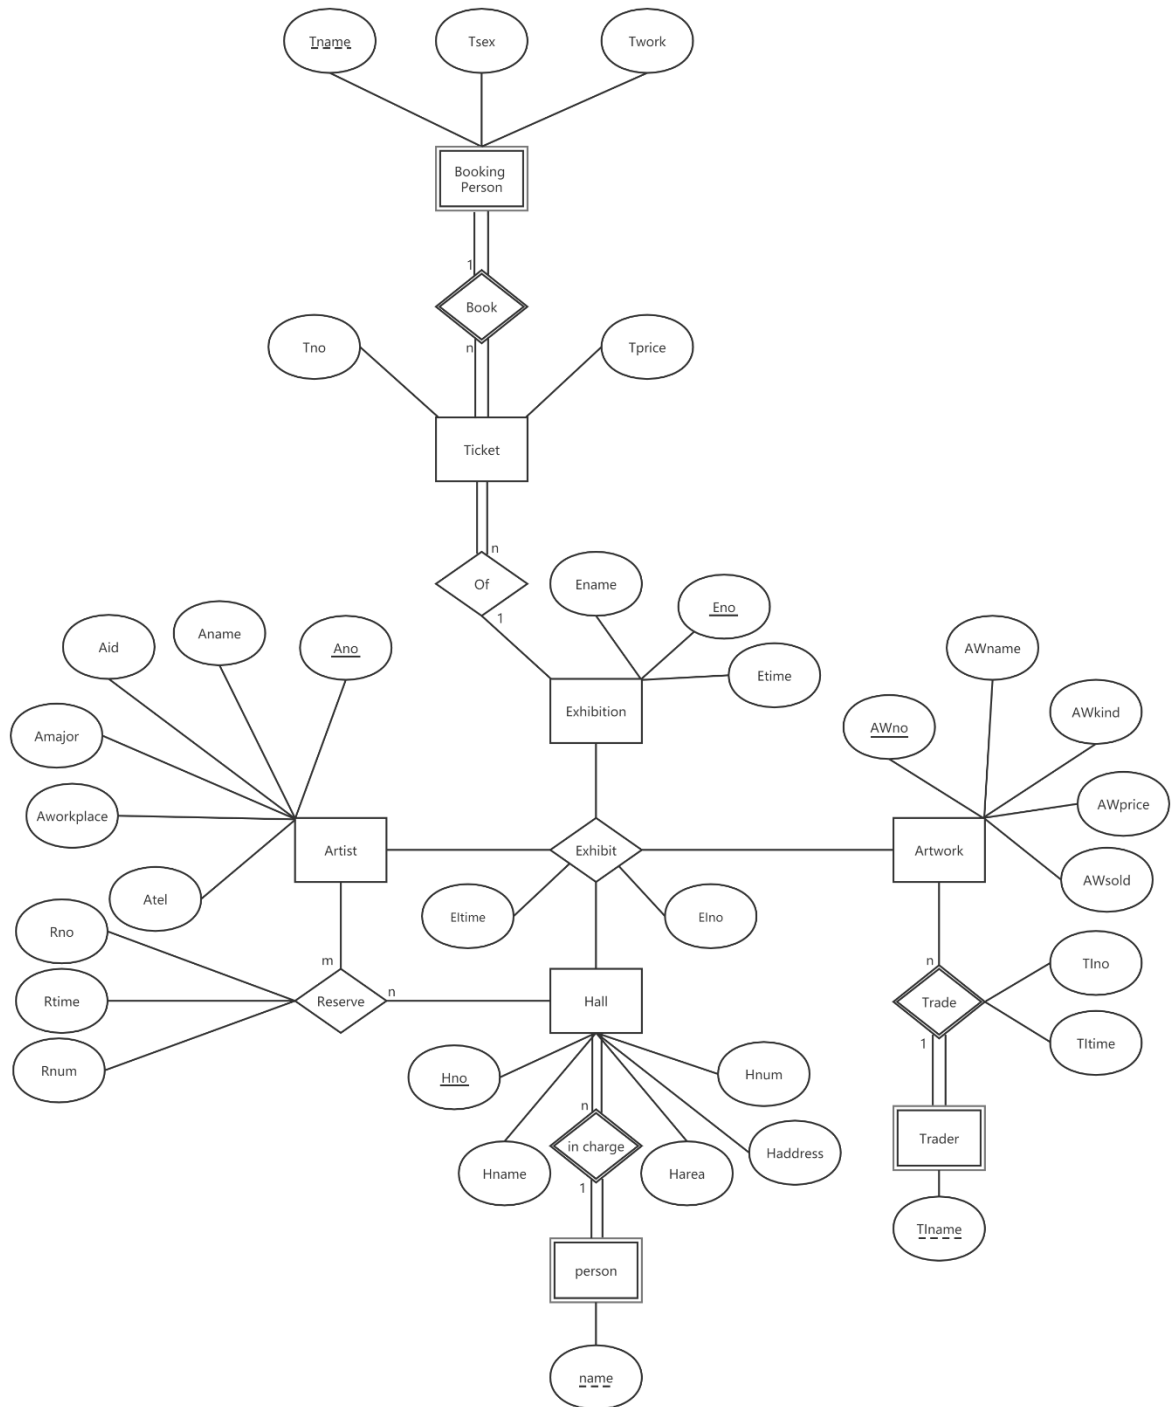 Tname
Tsex
Twork
Booking
Person
1
Book
n
Tno
Tprice
Ticket
n
Of
1
Ename
Eno
Etime
Exhibition
Aid
Aname
Ano
Amajor
Aworkplace
Atel
Artist
Exhibit
EItime
EIno
AWname
AWno
AWkind
AWprice
AWsold
Artwork
Rno
Rtime
Rnum
m
Reserve
n
Hall
n
Trade
1
TIno
TItime
Hno
Hname
n
in charge
1
Harea
Haddress
Hnum
Trader
TIname
person
name